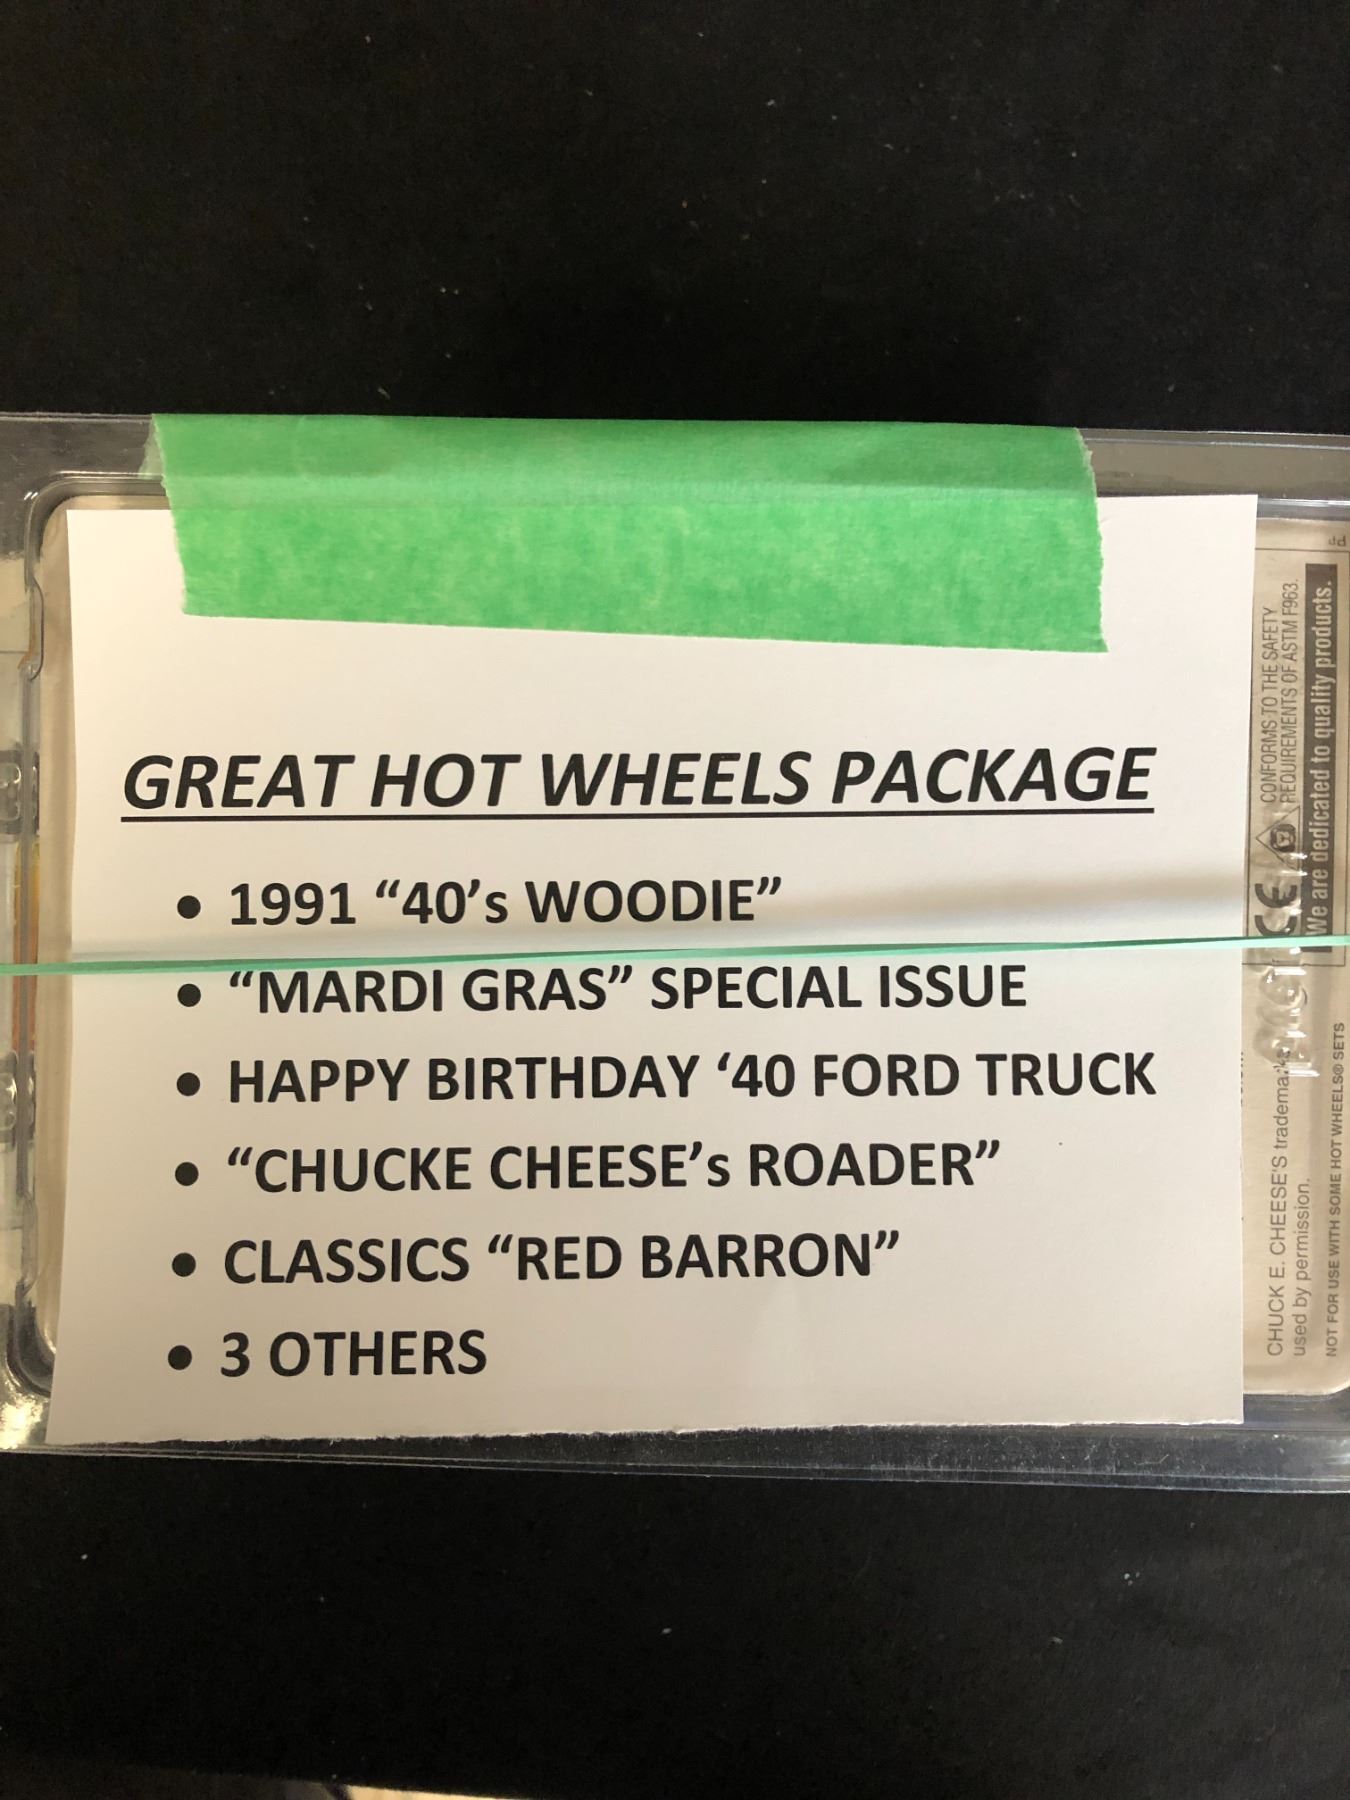 GREAT HOT WHEELS PACKAGE
• 1991 “40’s WOODIE”
• “MARDI GRAS” SPECIAL ISSUE
• HAPPY BIRTHDAY ‘40 FORD TRUCK
• “CHUCKE CHEESE’s ROADER”
• CLASSICS “RED BARRON”
• 3 OTHERS
CONFORMS TO THE SAFETY
REQUIREMENTS OF ASTM F963.
We are dedicated to quality products.
CE
CHUCK E. CHEESE'S
used by permission.
NOT FOR USE WITH SOME HOT WHEELS® SETS